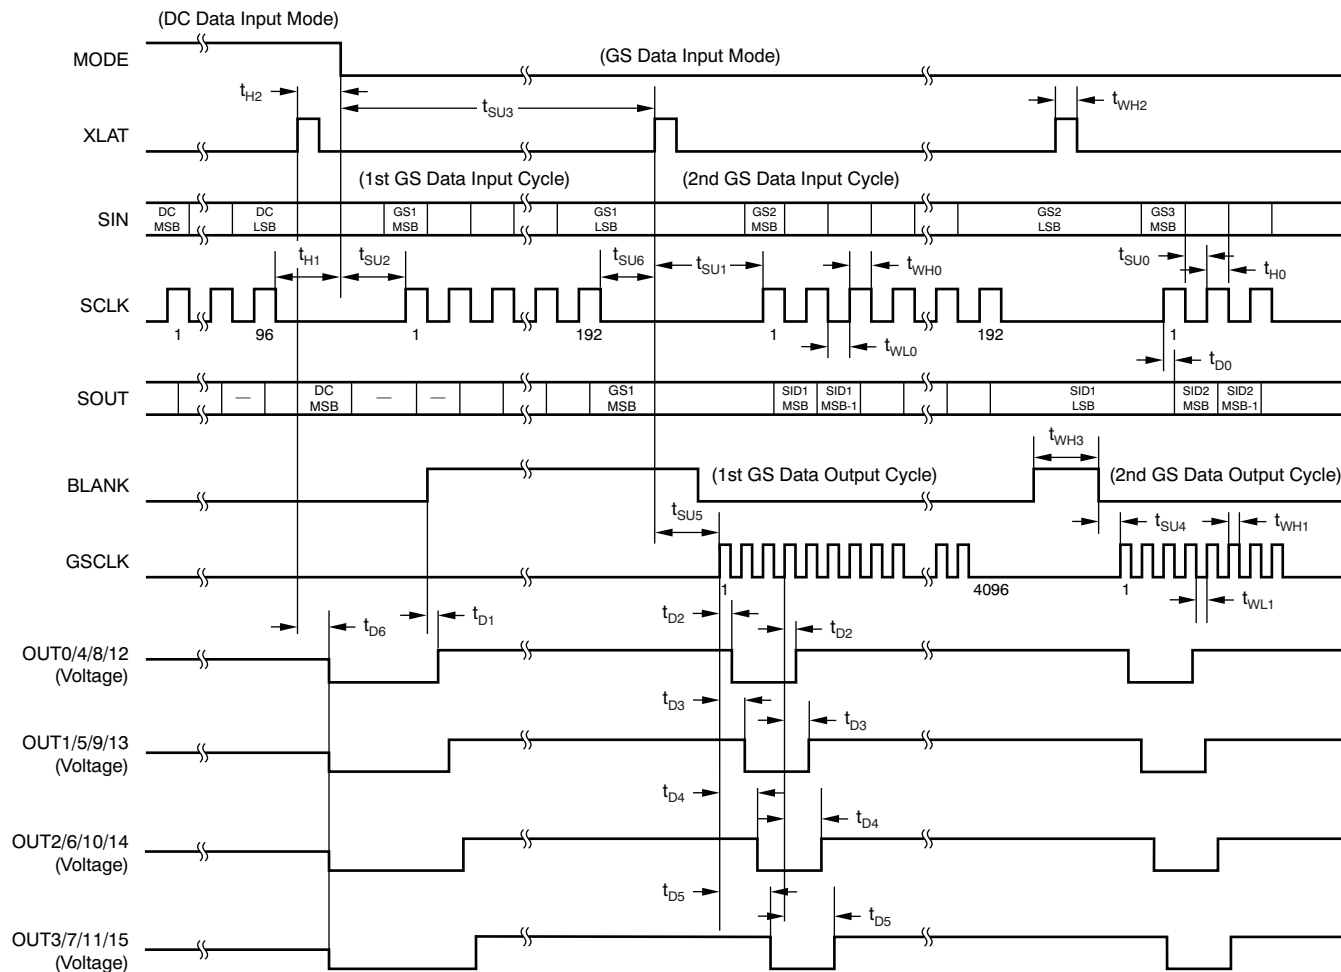 (DC Data Input Mode)
MODE
(GS Data Input Mode)
tH2
tSU3
tWH2
XLAT
(1st GS Data Input Cycle)
(2nd GS Data Input Cycle)
SIN
DC MSB
DC LSB
GS1 MSB
GS1 LSB
GS2 MSB
GS2 LSB
GS3 MSB
tH1
tSU2
tSU6
tSU1
tWH0
tSU0
tH0
SCLK
1
96
1
192
1
192
1
tWL0
tD0
SOUT
—
DC MSB
—
—
GS1 MSB
SID1 MSB
SID1 MSB-1
SID1 LSB
SID2 MSB
SID2 MSB-1
tWH3
BLANK
(1st GS Data Output Cycle)
(2nd GS Data Output Cycle)
tSU5
tSU4
tWH1
GSCLK
1
4096
1
tWL1
tD6
tD1
tD2
tD2
OUT0/4/8/12
(Voltage)
tD3
tD3
OUT1/5/9/13
(Voltage)
tD4
tD4
OUT2/6/10/14
(Voltage)
tD5
tD5
OUT3/7/11/15
(Voltage)